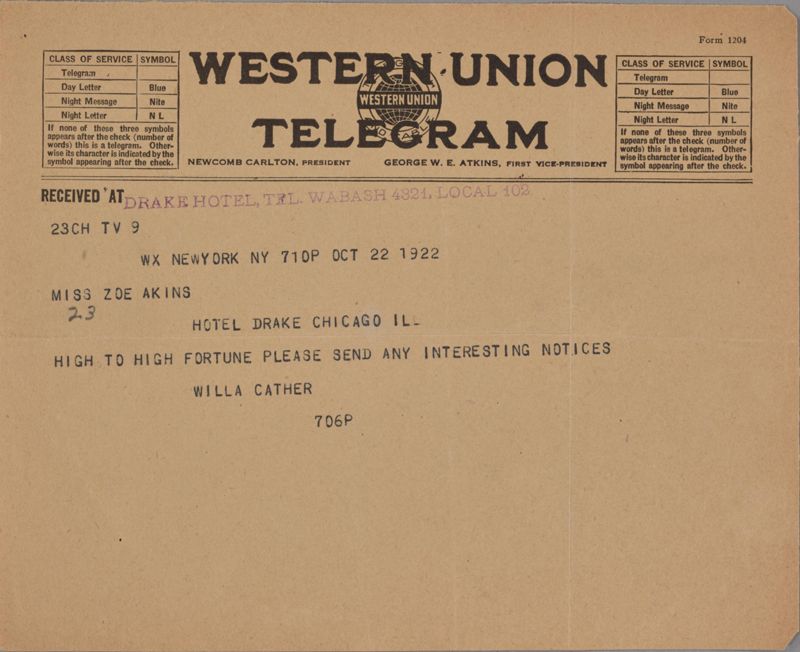 Form 1204
CLASS OF SERVICE SYMBOL
Telegram
Day Letter Blue
Night Message Nite
Night Letter N L
If none of these three symbols
appears after the check (number of
words) this is a telegram. Other-
wise its character is indicated by the
symbol appearing after the check.
WESTERN UNION
WESTERN UNION
TELEGRAM
NEWCOMB CARLTON, PRESIDENT GEORGE W. E. ATKINS, FIRST VICE-PRESIDENT
CLASS OF SERVICE SYMBOL
Telegram
Day Letter Blue
Night Message Nite
Night Letter N L
If none of these three symbols
appears after the check (number of
words) this is a telegram. Other-
wise its character is indicated by the
symbol appearing after the check.
RECEIVED AT DRAKE HOTEL, TEL. WABASH 4321, LOCAL 102
23CH TV 9
WX NEWYORK NY 710P OCT 22 1922
MISS ZOE AKINS
23
HOTEL DRAKE CHICAGO ILL
HIGH TO HIGH FORTUNE PLEASE SEND ANY INTERESTING NOTICES
WILLA CATHER
706P